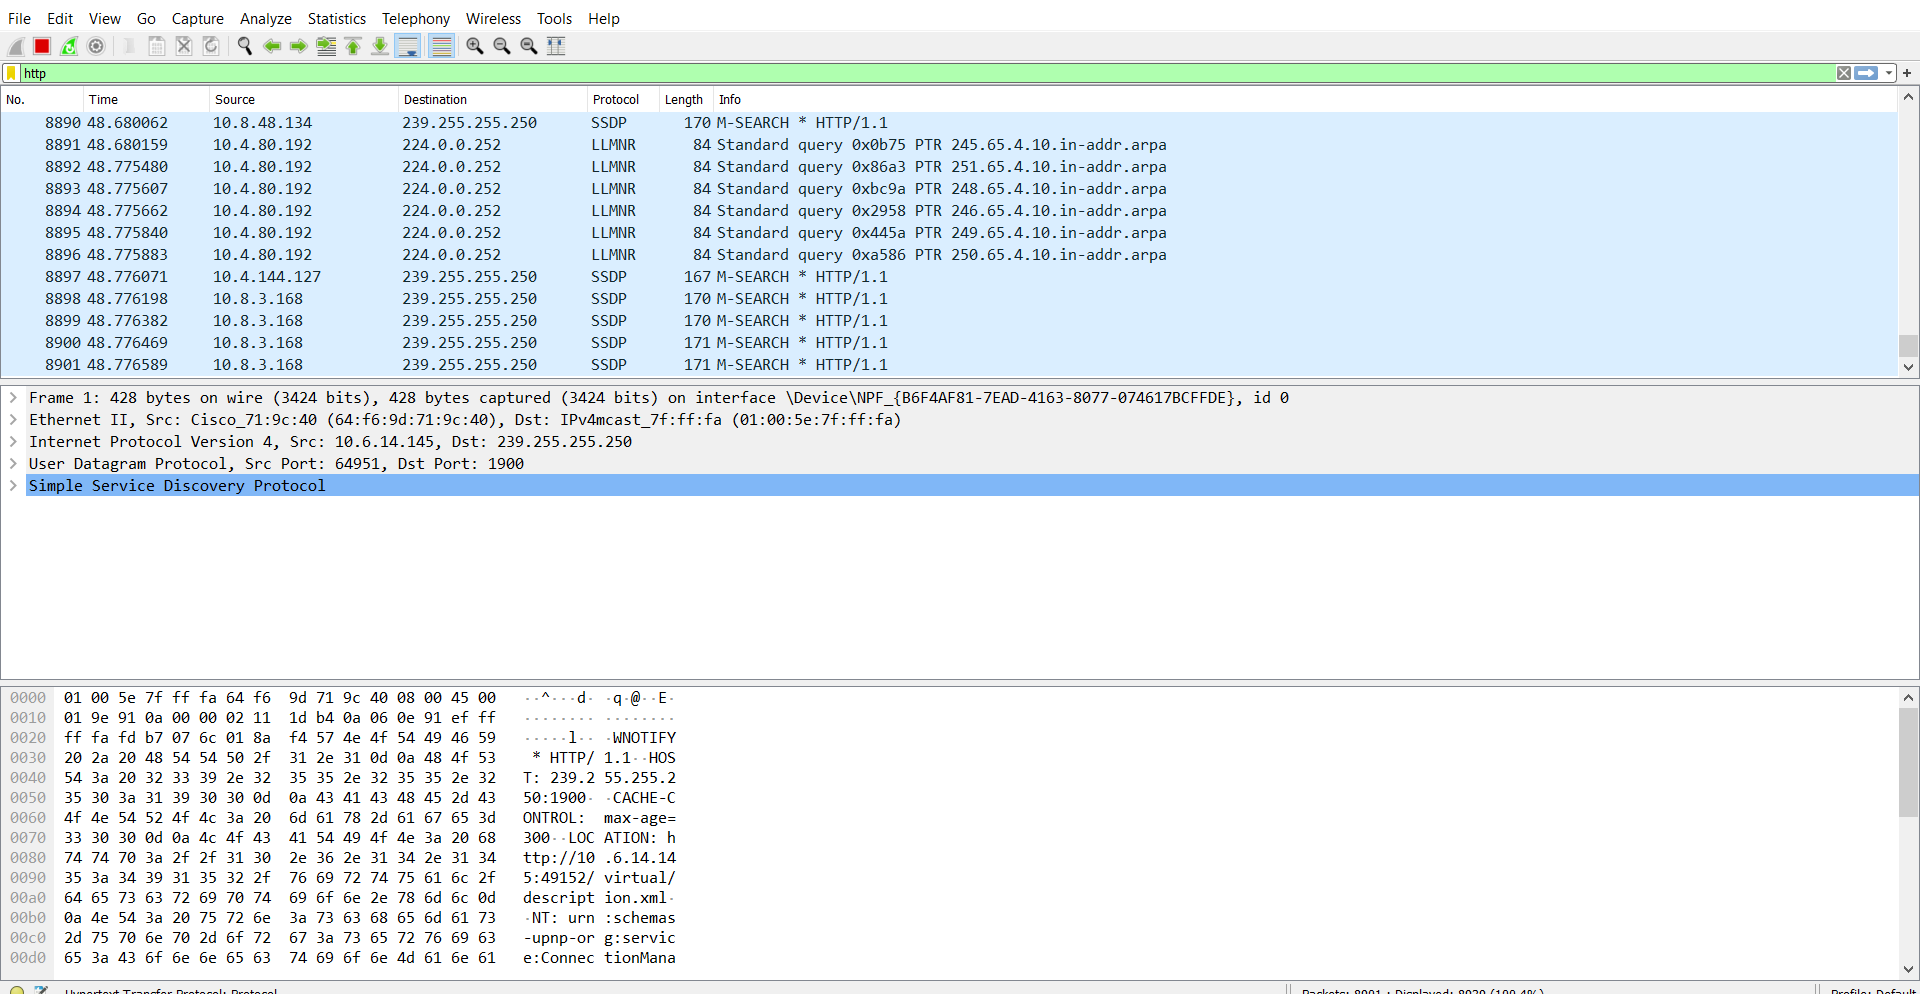 File Edit View Go Capture Analyze Statistics Telephony Wireless Tools Help
http
No. Time Source Destination Protocol Length Info
8890 48.680062 10.8.48.134 239.255.255.250 SSDP 170 M-SEARCH * HTTP/1.1
8891 48.680159 10.4.80.192 224.0.0.252 LLMNR 84 Standard query 0x0b75 PTR 245.65.4.10.in-addr.arpa
8892 48.775480 10.4.80.192 224.0.0.252 LLMNR 84 Standard query 0x86a3 PTR 251.65.4.10.in-addr.arpa
8893 48.775607 10.4.80.192 224.0.0.252 LLMNR 84 Standard query 0xbc9a PTR 248.65.4.10.in-addr.arpa
8894 48.775662 10.4.80.192 224.0.0.252 LLMNR 84 Standard query 0x2958 PTR 246.65.4.10.in-addr.arpa
8895 48.775840 10.4.80.192 224.0.0.252 LLMNR 84 Standard query 0x445a PTR 249.65.4.10.in-addr.arpa
8896 48.775883 10.4.80.192 224.0.0.252 LLMNR 84 Standard query 0xa586 PTR 250.65.4.10.in-addr.arpa
8897 48.776071 10.4.144.127 239.255.255.250 SSDP 167 M-SEARCH * HTTP/1.1
8898 48.776198 10.8.3.168 239.255.255.250 SSDP 170 M-SEARCH * HTTP/1.1
8899 48.776382 10.8.3.168 239.255.255.250 SSDP 170 M-SEARCH * HTTP/1.1
8900 48.776469 10.8.3.168 239.255.255.250 SSDP 171 M-SEARCH * HTTP/1.1
8901 48.776589 10.8.3.168 239.255.255.250 SSDP 171 M-SEARCH * HTTP/1.1
Frame 1: 428 bytes on wire (3424 bits), 428 bytes captured (3424 bits) on interface \Device\NPF_{B6F4AF81-7EAD-4163-8077-074617BCFFDE}, id 0
Ethernet II, Src: Cisco_71:9c:40 (64:f6:9d:71:9c:40), Dst: IPv4mcast_7f:ff:fa (01:00:5e:7f:ff:fa)
Internet Protocol Version 4, Src: 10.6.14.145, Dst: 239.255.255.250
User Datagram Protocol, Src Port: 64951, Dst Port: 1900
Simple Service Discovery Protocol
0000 01 00 5e 7f ff fa 64 f6 9d 71 9c 40 08 00 45 00 ··^···d· ·q·@··E·
0010 01 9e 91 0a 00 00 02 11 1d b4 0a 06 0e 91 ef ff ········ ········
0020 ff fa fd b7 07 6c 01 8a f4 57 4e 4f 54 49 46 59 ·····l·· ·WNOTIFY
0030 20 2a 20 48 54 54 50 2f 31 2e 31 0d 0a 48 4f 53 * HTTP/ 1.1··HOS
0040 54 3a 20 32 33 39 2e 32 35 35 2e 32 35 35 2e 32 T: 239.2 55.255.2
0050 35 30 3a 31 39 30 30 0d 0a 43 41 43 48 45 2d 43 50:1900· ·CACHE-C
0060 4f 4e 54 52 4f 4c 3a 20 6d 61 78 2d 61 67 65 3d ONTROL: max-age=
0070 33 30 30 0d 0a 4c 4f 43 41 54 49 4f 4e 3a 20 68 300··LOC ATION: h
0080 74 74 70 3a 2f 2f 31 30 2e 36 2e 31 34 2e 31 34 ttp://10 .6.14.14
0090 35 3a 34 39 31 35 32 2f 76 69 72 74 75 61 6c 2f 5:49152/ virtual/
00a0 64 65 73 63 72 69 70 74 69 6f 6e 2e 78 6d 6c 0d descript ion.xml·
00b0 0a 4e 54 3a 20 75 72 6e 3a 73 63 68 65 6d 61 73 ·NT: urn :schemas
00c0 2d 75 70 6e 70 2d 6f 72 67 3a 73 65 72 76 69 63 -upnp-or g:servic
00d0 65 3a 43 6f 6e 6e 65 63 74 69 6f 6e 4d 61 6e 61 e:Connec tionMana
Hypertext Transfer Protocol: Protocol Profile: Default